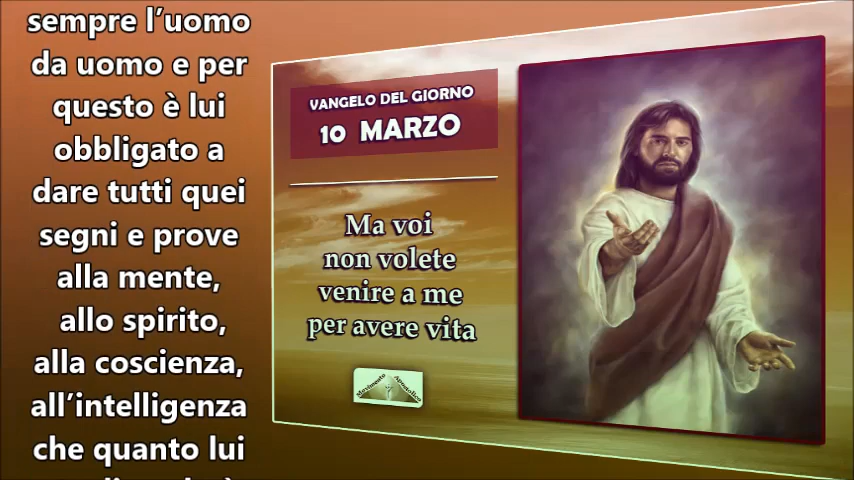 sempre l’uomo
da uomo e per
questo è lui
obbligato a
dare tutti quei
segni e prove
alla mente,
allo spirito,
alla coscienza,
all’intelligenza
che quanto lui
VANGELO DEL GIORNO
10 MARZO
Ma voi
non volete
venire a me
per avere vita
Movimento Apostolico